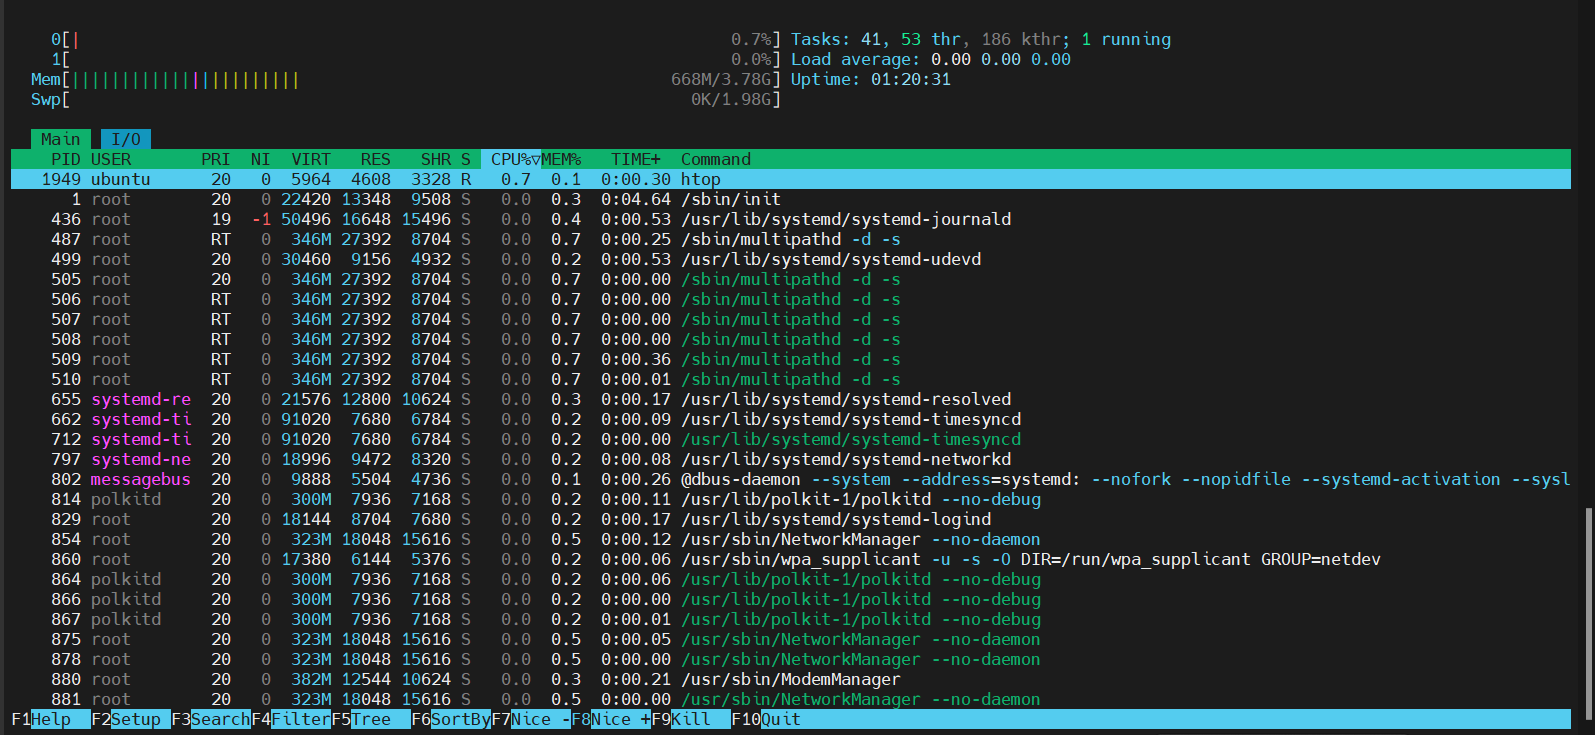 0[| 0.7%] Tasks: 41, 53 thr, 186 kthr; 1 running
1[ 0.0%] Load average: 0.00 0.00 0.00
Mem[||||||||||||||||||||||| 668M/3.78G] Uptime: 01:20:31
Swp[ 0K/1.98G]
Main I/O
PID USER PRI NI VIRT RES SHR S CPU%▽MEM% TIME+ Command
1949 ubuntu 20 0 5964 4608 3328 R 0.7 0.1 0:00.30 htop
1 root 20 0 22420 13348 9508 S 0.0 0.3 0:04.64 /sbin/init
436 root 19 -1 50496 16648 15496 S 0.0 0.4 0:00.53 /usr/lib/systemd/systemd-journald
487 root RT 0 346M 27392 8704 S 0.0 0.7 0:00.25 /sbin/multipathd -d -s
499 root 20 0 30460 9156 4932 S 0.0 0.2 0:00.53 /usr/lib/systemd/systemd-udevd
505 root 20 0 346M 27392 8704 S 0.0 0.7 0:00.00 /sbin/multipathd -d -s
506 root RT 0 346M 27392 8704 S 0.0 0.7 0:00.00 /sbin/multipathd -d -s
507 root RT 0 346M 27392 8704 S 0.0 0.7 0:00.00 /sbin/multipathd -d -s
508 root RT 0 346M 27392 8704 S 0.0 0.7 0:00.00 /sbin/multipathd -d -s
509 root RT 0 346M 27392 8704 S 0.0 0.7 0:00.36 /sbin/multipathd -d -s
510 root RT 0 346M 27392 8704 S 0.0 0.7 0:00.01 /sbin/multipathd -d -s
655 systemd-re 20 0 21576 12800 10624 S 0.0 0.3 0:00.17 /usr/lib/systemd/systemd-resolved
662 systemd-ti 20 0 91020 7680 6784 S 0.0 0.2 0:00.09 /usr/lib/systemd/systemd-timesyncd
712 systemd-ti 20 0 91020 7680 6784 S 0.0 0.2 0:00.00 /usr/lib/systemd/systemd-timesyncd
797 systemd-ne 20 0 18996 9472 8320 S 0.0 0.2 0:00.08 /usr/lib/systemd/systemd-networkd
802 messagebus 20 0 9888 5504 4736 S 0.0 0.1 0:00.26 @dbus-daemon --system --address=systemd: --nofork --nopidfile --systemd-activation --sysl
814 polkitd 20 0 300M 7936 7168 S 0.0 0.2 0:00.11 /usr/lib/polkit-1/polkitd --no-debug
829 root 20 0 18144 8704 7680 S 0.0 0.2 0:00.17 /usr/lib/systemd/systemd-logind
854 root 20 0 323M 18048 15616 S 0.0 0.5 0:00.12 /usr/sbin/NetworkManager --no-daemon
860 root 20 0 17380 6144 5376 S 0.0 0.2 0:00.06 /usr/sbin/wpa_supplicant -u -s -O DIR=/run/wpa_supplicant GROUP=netdev
864 polkitd 20 0 300M 7936 7168 S 0.0 0.2 0:00.06 /usr/lib/polkit-1/polkitd --no-debug
866 polkitd 20 0 300M 7936 7168 S 0.0 0.2 0:00.00 /usr/lib/polkit-1/polkitd --no-debug
867 polkitd 20 0 300M 7936 7168 S 0.0 0.2 0:00.01 /usr/lib/polkit-1/polkitd --no-debug
875 root 20 0 323M 18048 15616 S 0.0 0.5 0:00.05 /usr/sbin/NetworkManager --no-daemon
878 root 20 0 323M 18048 15616 S 0.0 0.5 0:00.00 /usr/sbin/NetworkManager --no-daemon
880 root 20 0 382M 12544 10624 S 0.0 0.3 0:00.21 /usr/sbin/ModemManager
881 root 20 0 323M 18048 15616 S 0.0 0.5 0:00.00 /usr/sbin/NetworkManager --no-daemon
F1Help F2Setup F3SearchF4FilterF5Tree F6SortByF7Nice -F8Nice +F9Kill F10Quit